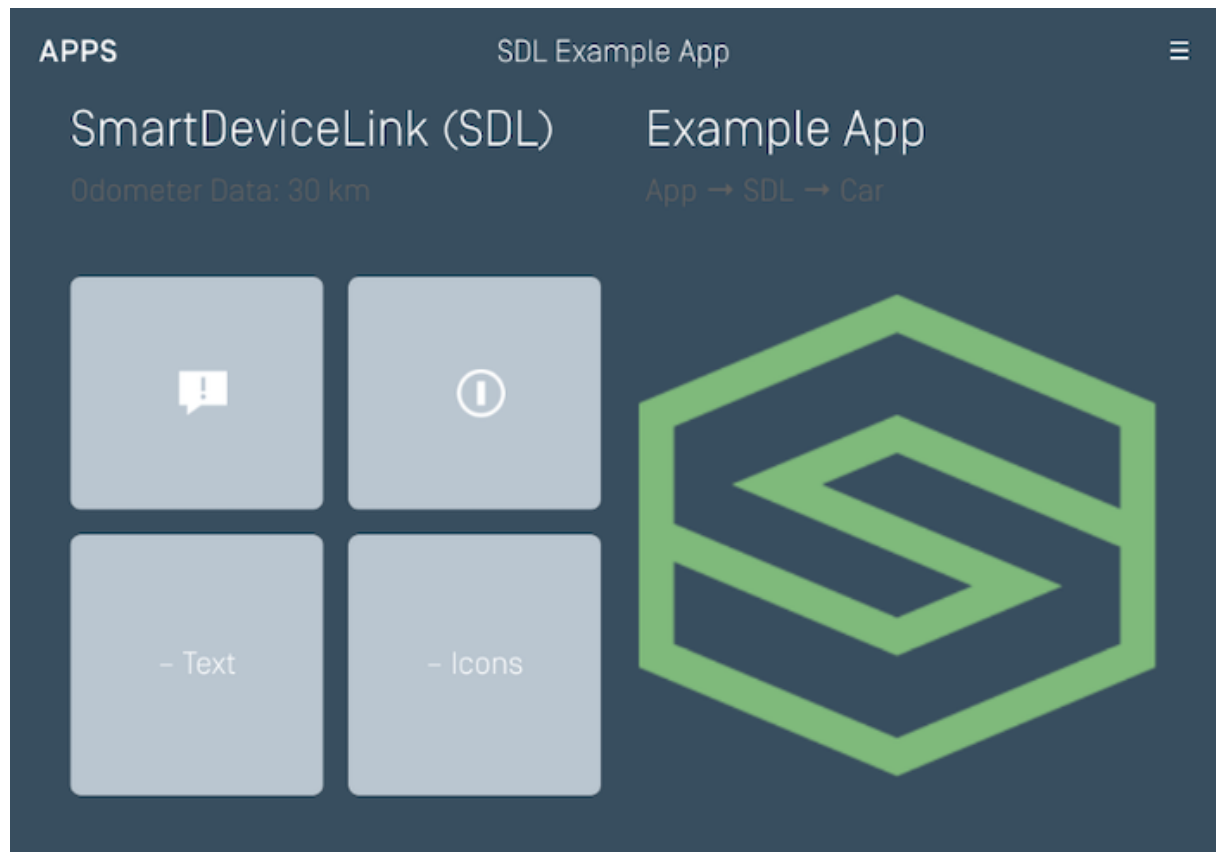 APPS
SDL Example App
SmartDeviceLink (SDL)
Example App
Odometer Data: 30 km
App → SDL → Car
– Text
– Icons